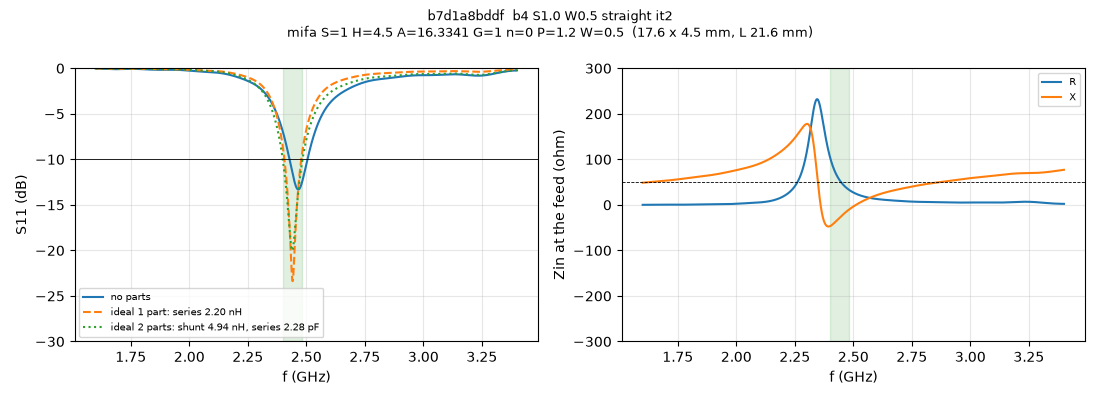 b7d1a8bddf  b4 S1.0 W0.5 straight it2
mifa S=1 H=4.5 A=16.3341 G=1 n=0 P=1.2 W=0.5  (17.6 x 4.5 mm, L 21.6 mm)
S11 (dB)
0
−5
−10
−15
−20
−25
−30
no parts
ideal 1 part: series 2.20 nH
ideal 2 parts: shunt 4.94 nH, series 2.28 pF
1.75 2.00 2.25 2.50 2.75 3.00 3.25
f (GHz)
Zin at the feed (ohm)
300
200
100
0
−100
−200
−300
R
X
1.75 2.00 2.25 2.50 2.75 3.00 3.25
f (GHz)